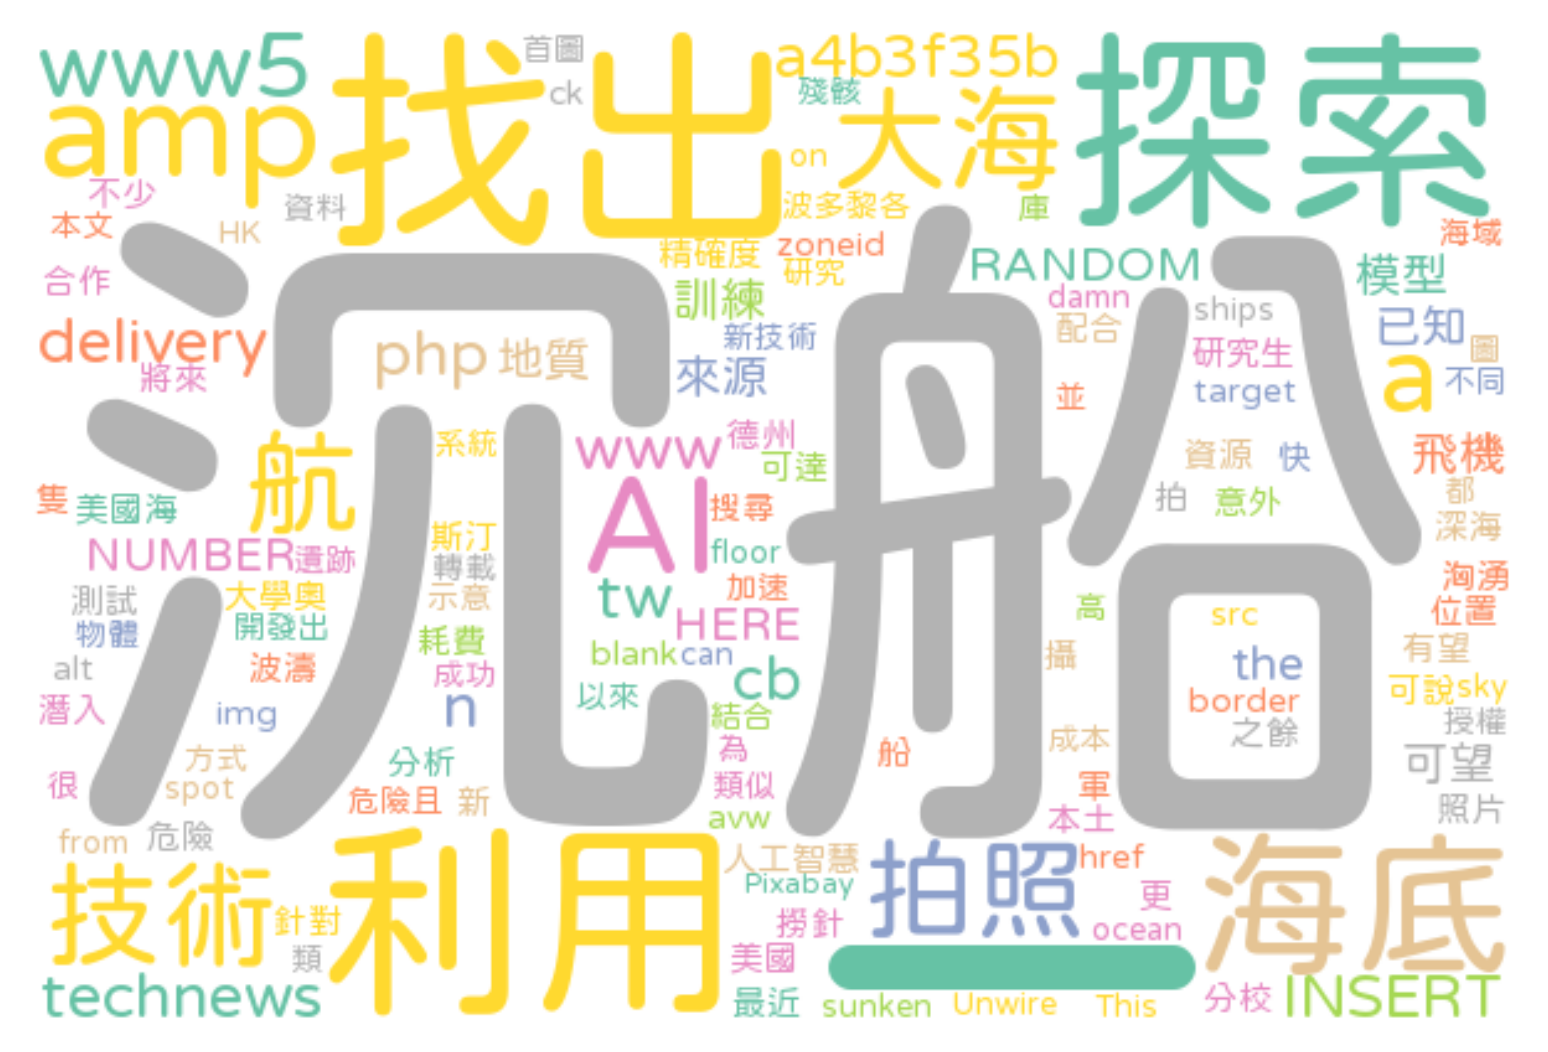 www5
找出
首圖
a4b3f35b
探索
amp
ck
殘骸
大海
on
不少
資料
波多黎各
庫
本文
HK
精確度
zoneid
海域
沉船
研究
RANDOM
模型
合作
訓練
damn
ships
已知
delivery
php
地質
新技術
配合
研究生
圖
將來
來源
target
a
不同
並
航
系統
www
德州
可達
資源
快
飛機
隻
美國海
AI
搜尋
拍
意外
都
深海
NUMBER
遺跡
斯汀
轉載
floor
洶湧
測試
大學奧
示意
tw
加速
高
src
位置
物體
開發出
耗費
HERE
alt
波濤
成功
blank
can
攝
the
有望
潛入
img
n
以來
cb
border
可說
sky
結合
之餘
授權
方式
分析
為
船
成本
可望
很
spot
危險且
新
類似
軍
照片
from
危險
avw
本土
技術
利用
人工智慧
拍照
href
海底
Pixabay
針對
撈針
更
類
美國
ocean
一
technews
最近
sunken
Unwire
This
分校
INSERT